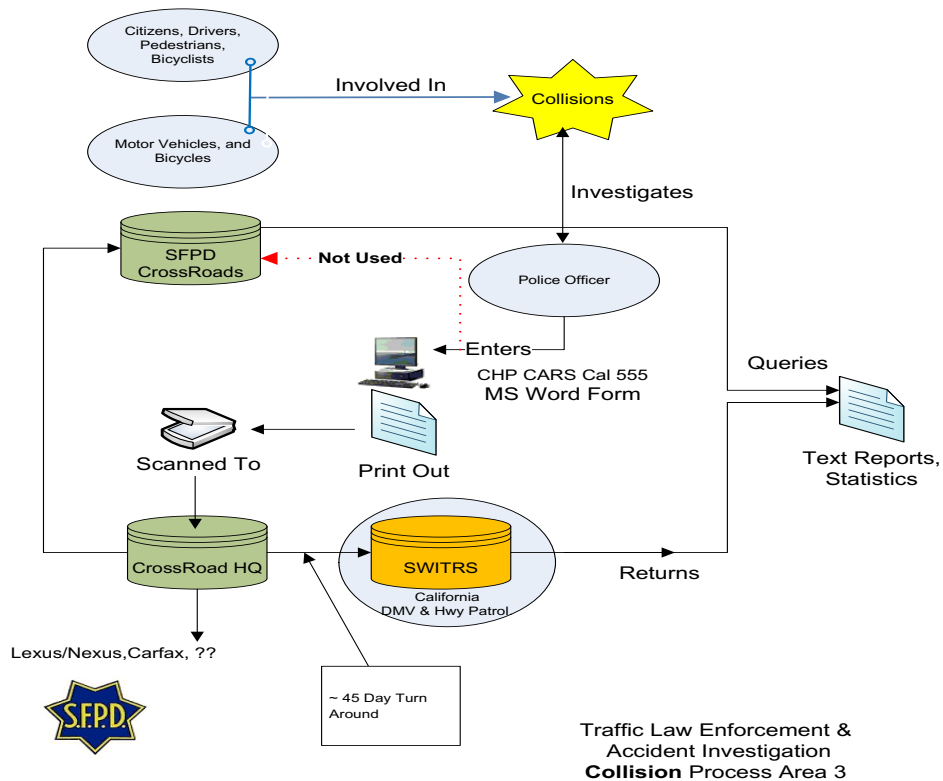 Citizens, Drivers,
Pedestrians,
Bicyclists
Involved In
Collisions
Motor Vehicles, and
Bicycles
Investigates
SFPD
CrossRoads
Not Used
Police Officer
Enters
CHP CARS Cal 555
MS Word Form
Queries
Scanned To
Print Out
Text Reports,
Statistics
CrossRoad HQ
SWITRS
California
DMV & Hwy Patrol
Returns
Lexus/Nexus,Carfax, ??
~ 45 Day Turn
Around
S.F.P.D.
Traffic Law Enforcement &
Accident Investigation
Collision Process Area 3